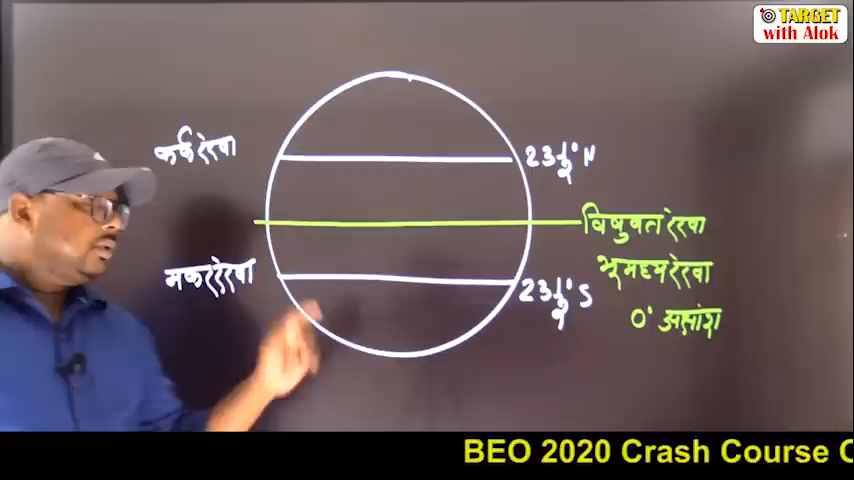 TARGET
with Alok
कर्क रेखा
23½° N
विषुवत रेखा
मकर रेखा
भूमध्य रेखा
23½° S
0° अक्षांश
BEO 2020 Crash Course